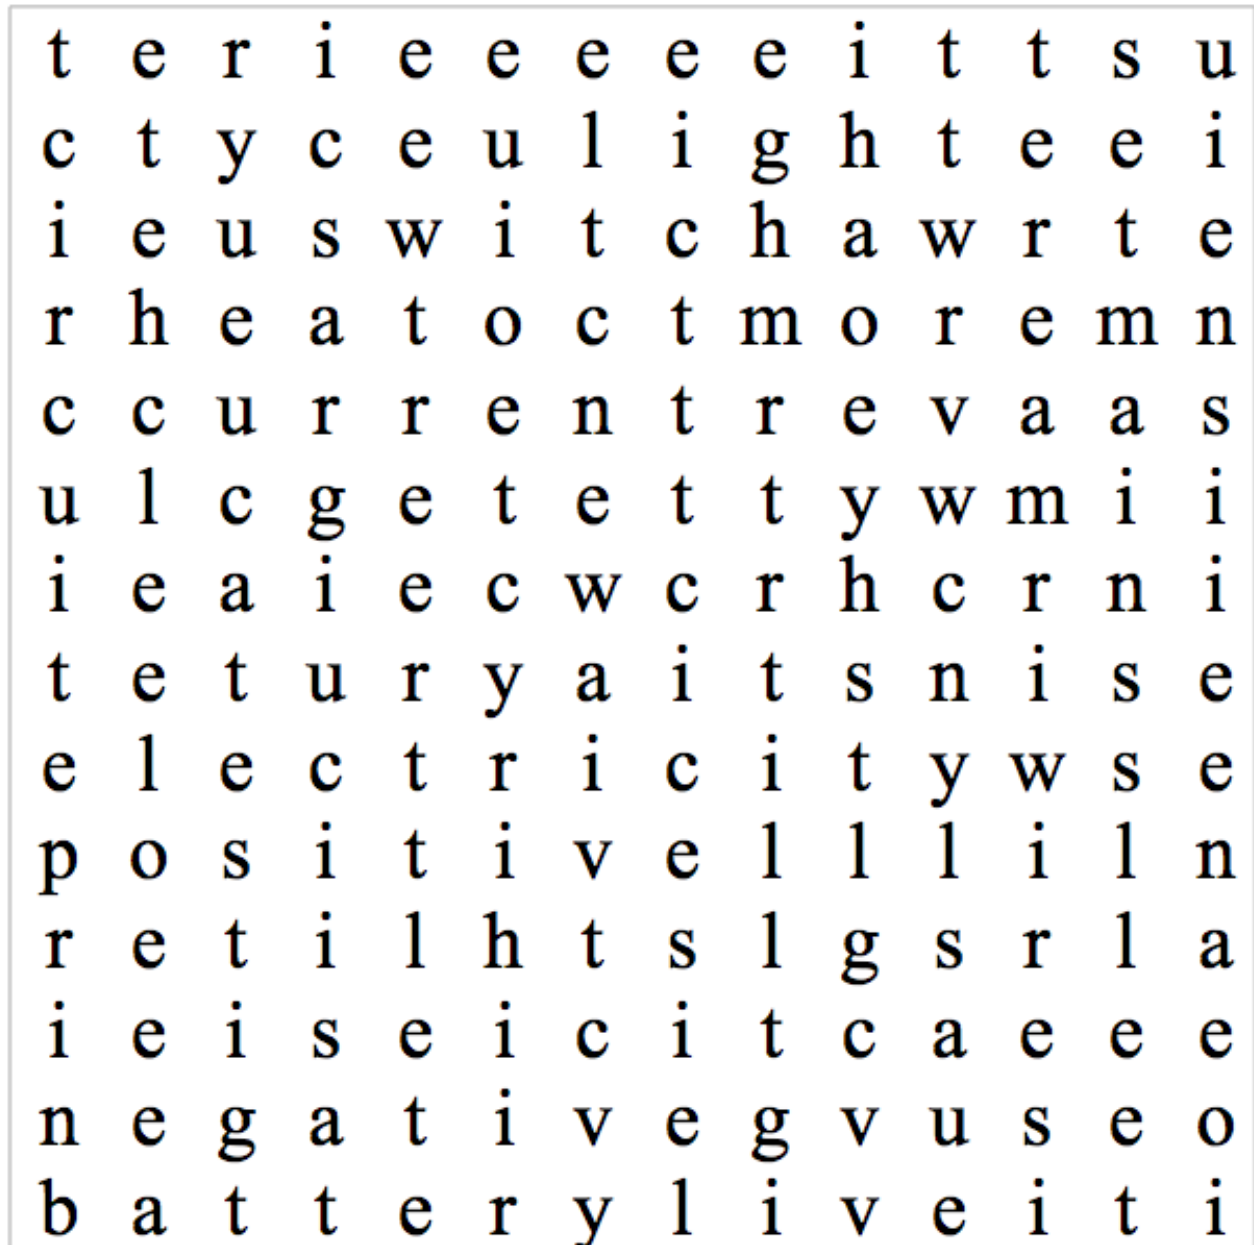 t e r i e e e e e i t t s u
c t y c e u l i g h t e e i
i e u s w i t c h a w r t e
r h e a t o c t m o r e m n
c c u r r e n t r e v a a s
u l c g e t e t t y w m i i
i e a i e c w c r h c r n i
t e t u r y a i t s n i s e
e l e c t r i c i t y w s e
p o s i t i v e l l l i l n
r e t i l h t s l g s r l a
i e i s e i c i t c a e e e
n e g a t i v e g v u s e o
b a t t e r y l i v e i t i